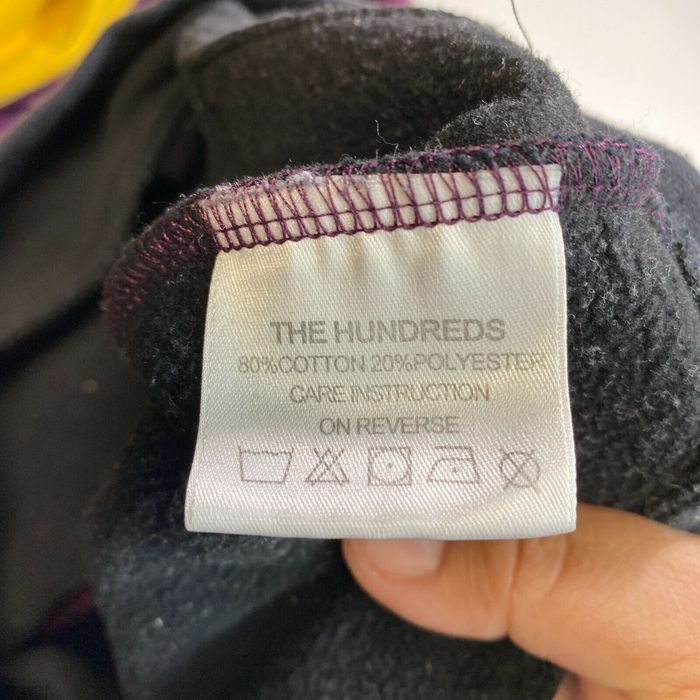 THE HUNDREDS
80%COTTON 20%POLYESTER
CARE INSTRUCTION
ON REVERSE